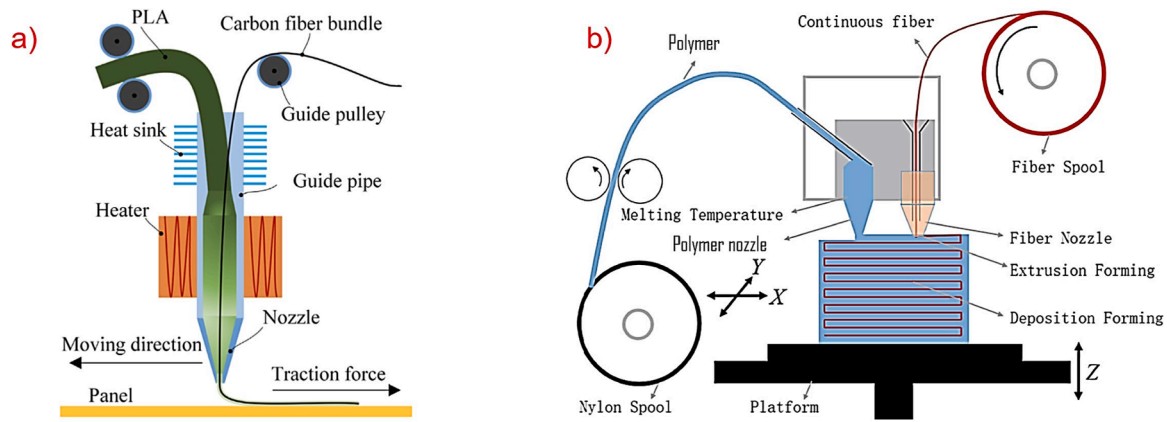 a)
PLA
Carbon fiber bundle
Guide pulley
Heat sink
Guide pipe
Heater
Nozzle
Moving direction
Traction force
Panel
b)
Continuous fiber
Polymer
Fiber Spool
Melting Temperature
Polymer nozzle
Fiber Nozzle
Extrusion Forming
Y
X
Deposition Forming
Z
Nylon Spool
Platform